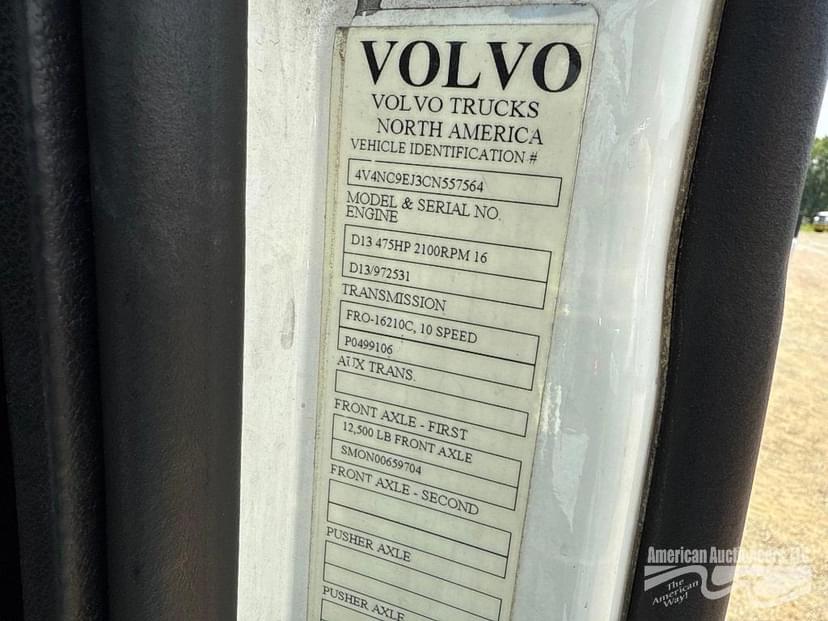 VOLVO
VOLVO TRUCKS
NORTH AMERICA
VEHICLE IDENTIFICATION #
4V4NC9EJ3CN557564
MODEL & SERIAL NO.
ENGINE
D13 475HP 2100RPM 16
D13/972531
TRANSMISSION
FRO-16210C, 10 SPEED
P0499106
AUX TRANS.
FRONT AXLE - FIRST
12,500 LB FRONT AXLE
SMON00659704
FRONT AXLE - SECOND
PUSHER AXLE
PUSHER AXLE
American Auctioneers, LLC
The
American
Way!